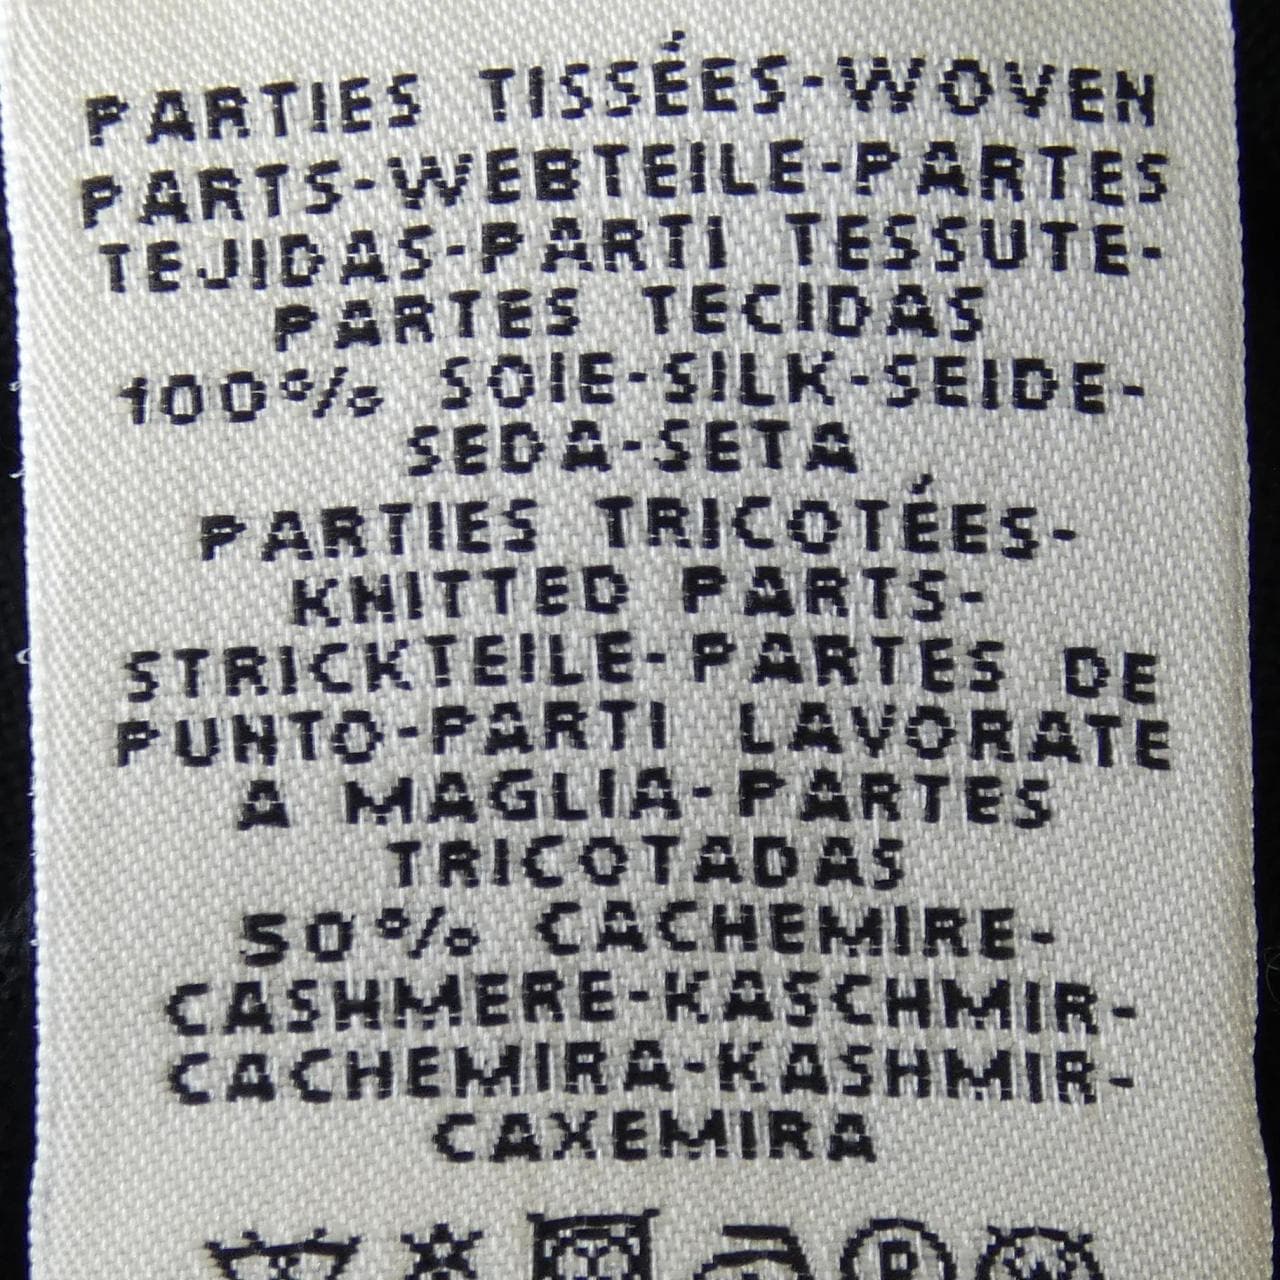 PARTIES TISSÉES-WOVEN
PARTS-WEBTEILE-PARTES
TEJIDAS-PARTI TESSUTE-
PARTES TECIDAS
100% SOIE-SILK-SEIDE-
SEDA-SETA
PARTIES TRICOTÉES-
KNITTED PARTS-
STRICKTEILE-PARTES DE
PUNTO-PARTI LAVORATE
A MAGLIA-PARTES
TRICOTADAS
50% CACHEMIRE-
CASHMERE-KASCHMIR-
CACHEMIRA-KASHMIR-
CAXEMIRA
P